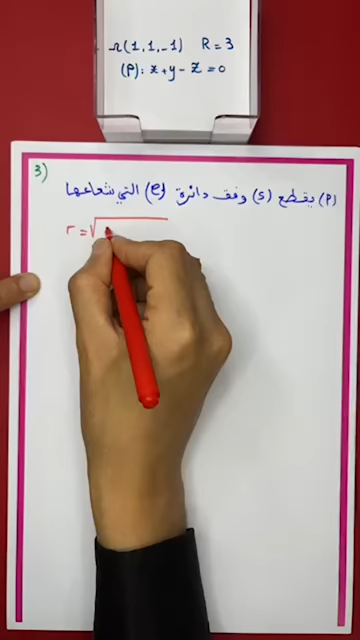 Ω(1,1,-1) R=3
(P): x+y-z=0
3)
(P) يقطع (S) وفق دائرة (e) التي شعاعها
r=√